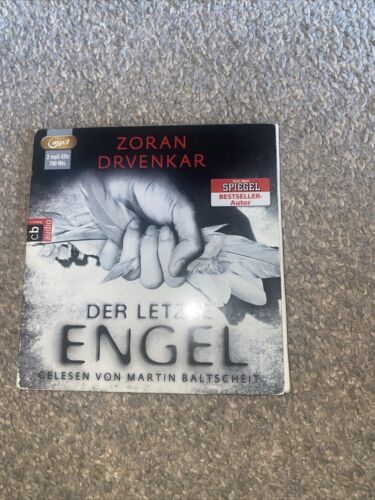 mp3
2 mp3-CDs
700 Min.
ZORAN
DRVENKAR
SPIEGEL
BESTSELLER-
Autor
cbj
audio
DER LETZTE
ENGEL
GELESEN VON MARTIN BALTSCHEIT